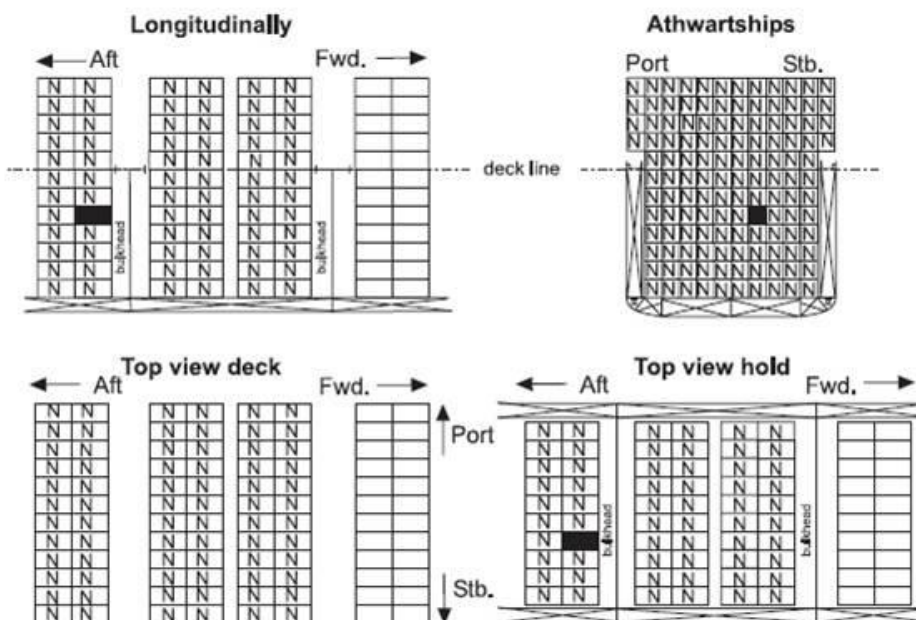 Longitudinally
Aft
Fwd.
N N N N N N
N N N N N N
N N N N N N
N N N N N N
N N N N N N
N N N N N N
N N N N N N
N N N N N
N N N N N N
N N N N N N
N N N N N N
N N N N N N
bulkhead
bulkhead
deck line
Athwartships
Port
Stb.
N N N N N N N N N N N N
N N N N N N N N N N N N
N N N N N N N N N N N N
N N N N N N N N N N N N
N N N N N N N N N N
N N N N N N N N N N
N N N N N N N N N N
N N N N N N N N N
N N N N N N N N N N
N N N N N N N N N N
N N N N N N N N N N
N N N N N N N N N N
Top view deck
Aft
Fwd.
N N N N N N
N N N N N N
N N N N N N
N N N N N N
N N N N N N
N N N N N N
N N N N N N
N N N N N N
N N N N N N
N N N N N N
N N N N N N
N N N N N N
Port
Stb.
Top view hold
Aft
Fwd.
N N N N N N
N N N N N N
N N N N N N
N N N N N N
N N N N N N
N N N N N N
N N N N N
N N N N N N
N N N N N N
N N N N N N
bulkhead
bulkhead